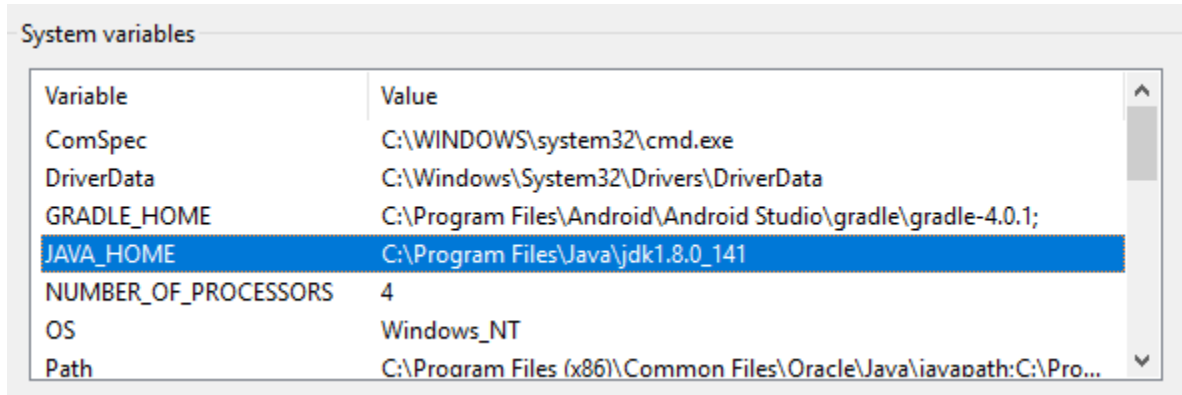 System variables
Variable Value
ComSpec C:\WINDOWS\system32\cmd.exe
DriverData C:\Windows\System32\Drivers\DriverData
GRADLE_HOME C:\Program Files\Android\Android Studio\gradle\gradle-4.0.1;
JAVA_HOME C:\Program Files\Java\jdk1.8.0_141
NUMBER_OF_PROCESSORS 4
OS Windows_NT
Path C:\Program Files (x86)\Common Files\Oracle\Java\javapath;C:\Pro...